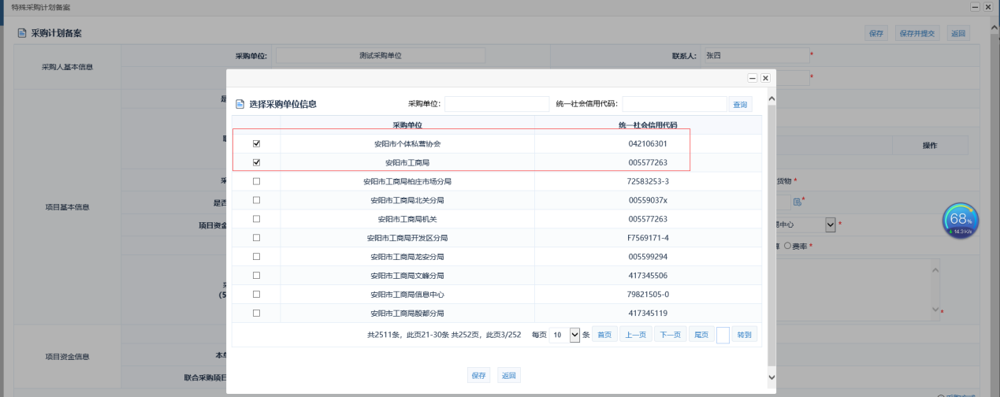 特殊采购计划备案
采购计划备案 保存 保存并提交 返回
采购人基本信息 采购单位: 测试采购单位 联系人: 张四 *
*
选择采购单位信息 采购单位: 统一社会信用代码: 查询
采购单位 统一社会信用代码
安阳市个体私营协会 042106301
安阳市工商局 005577263
安阳市工商局柏庄市场分局 72583253-3
安阳市工商局北关分局 00559037x
安阳市工商局机关 005577263
安阳市工商局开发区分局 F7569171-4
安阳市工商局龙安分局 005599294
安阳市工商局文峰分局 417345506
安阳市工商局信息中心 79821505-0
安阳市工商局殷都分局 417345119
共2511条，此页21-30条 共252页，此页3/252 每页 10 条 首页 上一页 下一页 尾页 转到
保存 返回
操作
货物 *
项目基本信息 是否 *
项目资金 易中心 *
费率 *
(5
*
项目资金信息 本单
联合采购项目
68%
14.3K/s